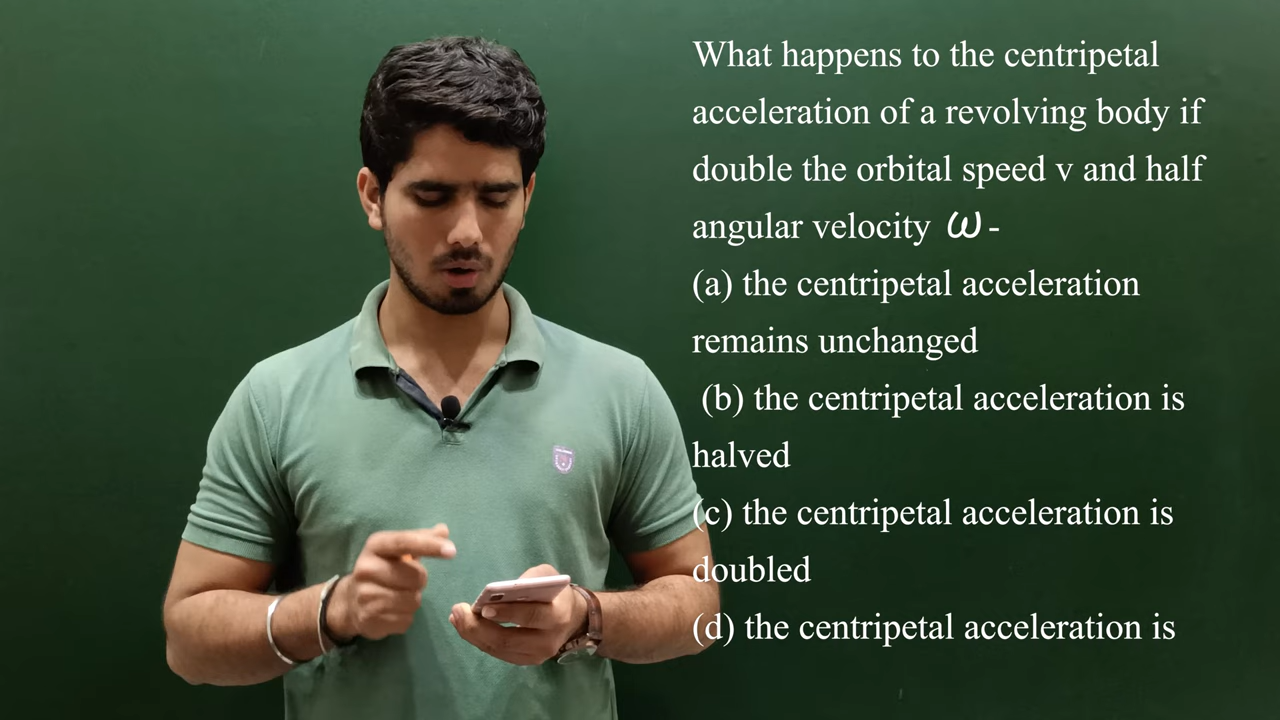 What happens to the centripetal
acceleration of a revolving body if
double the orbital speed v and half
angular velocity ω -
(a) the centripetal acceleration
remains unchanged
(b) the centripetal acceleration is
halved
(c) the centripetal acceleration is
doubled
(d) the centripetal acceleration is